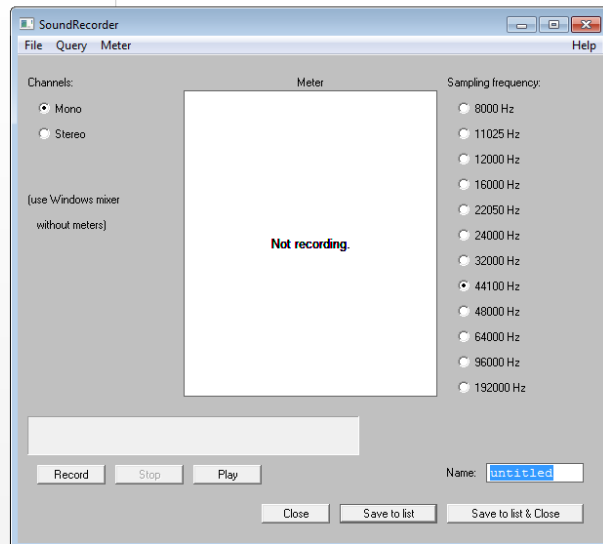 SoundRecorder
File Query Meter Help
Channels:
Mono
Stereo
(use Windows mixer
without meters)
Meter
Not recording.
Sampling frequency:
8000 Hz
11025 Hz
12000 Hz
16000 Hz
22050 Hz
24000 Hz
32000 Hz
44100 Hz
48000 Hz
64000 Hz
96000 Hz
192000 Hz
Record Stop Play
Name: untitled
Close Save to list Save to list & Close